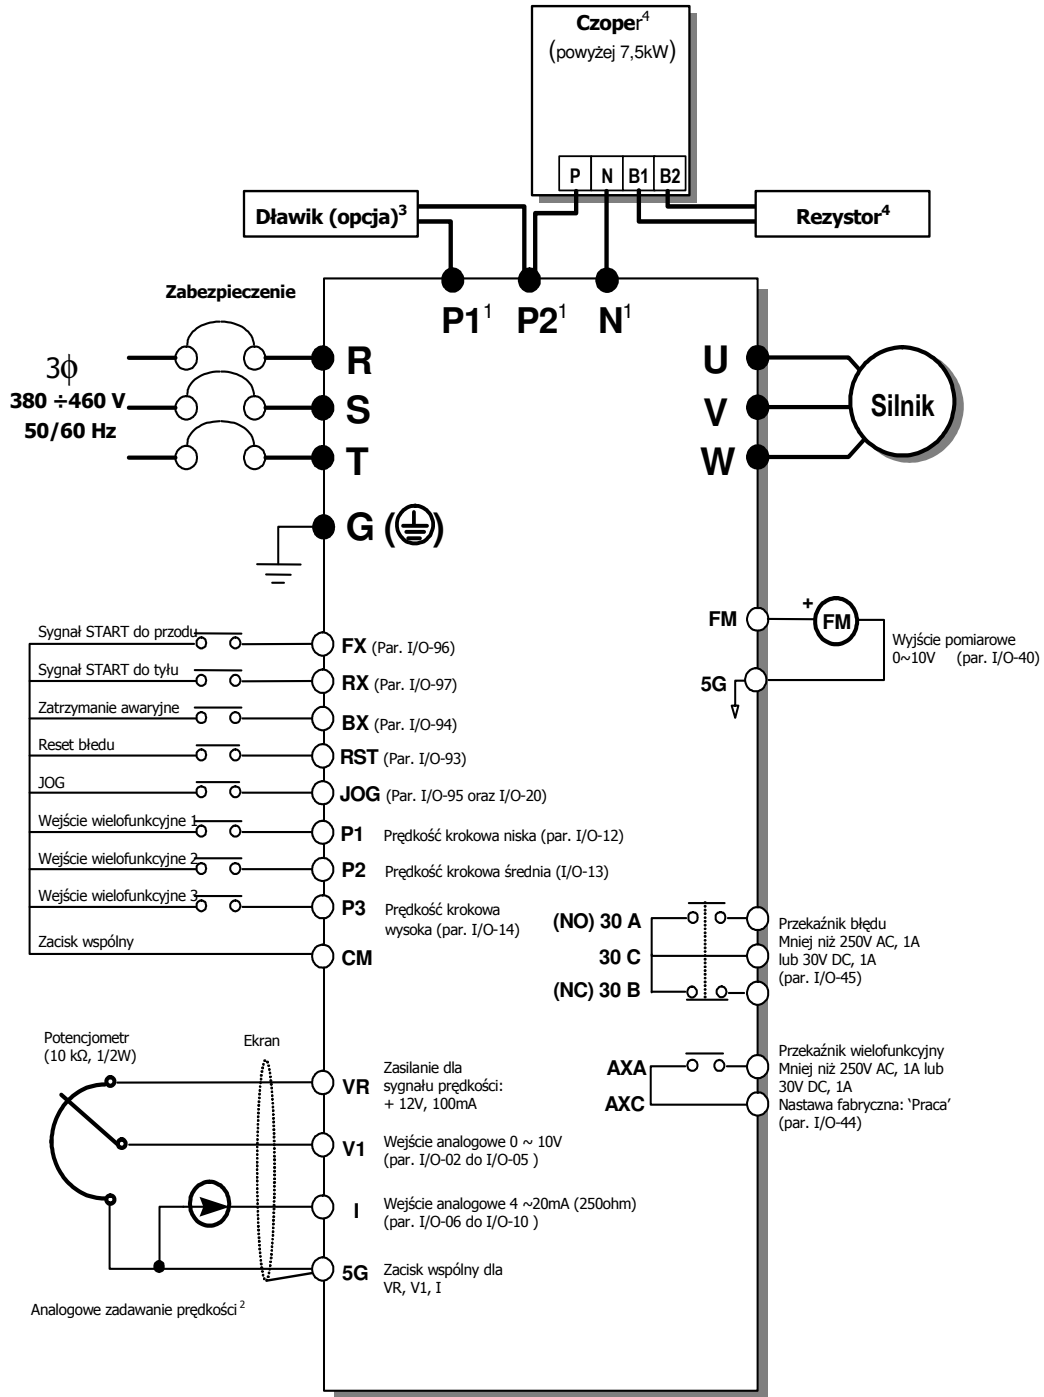 Czoper⁴
(powyżej 7,5kW)
P N B1 B2
Dławik (opcja)³
Rezystor⁴
Zabezpieczenie
P1¹ P2¹ N¹
3ϕ
380 ÷460 V
50/60 Hz
R
S
T
G
U
V
W
Silnik
Sygnał START do przodu
FX (Par. I/O-96)
Sygnał START do tyłu
RX (Par. I/O-97)
Zatrzymanie awaryjne
BX (Par. I/O-94)
Reset błedu
RST (Par. I/O-93)
JOG
JOG (Par. I/O-95 oraz I/O-20)
Wejście wielofunkcyjne 1
P1 Prędkość krokowa niska (par. I/O-12)
Wejście wielofunkcyjne 2
P2 Prędkość krokowa średnia (I/O-13)
Wejście wielofunkcyjne 3
P3 Prędkość krokowa
wysoka (par. I/O-14)
Zacisk wspólny
CM
FM + FM
5G
Wyjście pomiarowe
0~10V (par. I/O-40)
(NO) 30 A
30 C
(NC) 30 B
Przekaźnik błędu
Mniej niż 250V AC, 1A
lub 30V DC, 1A
(par. I/O-45)
AXA
AXC
Przekaźnik wielofunkcyjny
Mniej niż 250V AC, 1A lub
30V DC, 1A
Nastawa fabryczna: ‘Praca’
(par. I/O-44)
Potencjometr
(10 kΩ, 1/2W)
Ekran
VR
Zasilanie dla
sygnału prędkości:
+ 12V, 100mA
V1
Wejście analogowe 0 ~ 10V
(par. I/O-02 do I/O-05 )
I
Wejście analogowe 4 ~20mA (250ohm)
(par. I/O-06 do I/O-10 )
5G
Zacisk wspólny dla
VR, V1, I
Analogowe zadawanie prędkości²